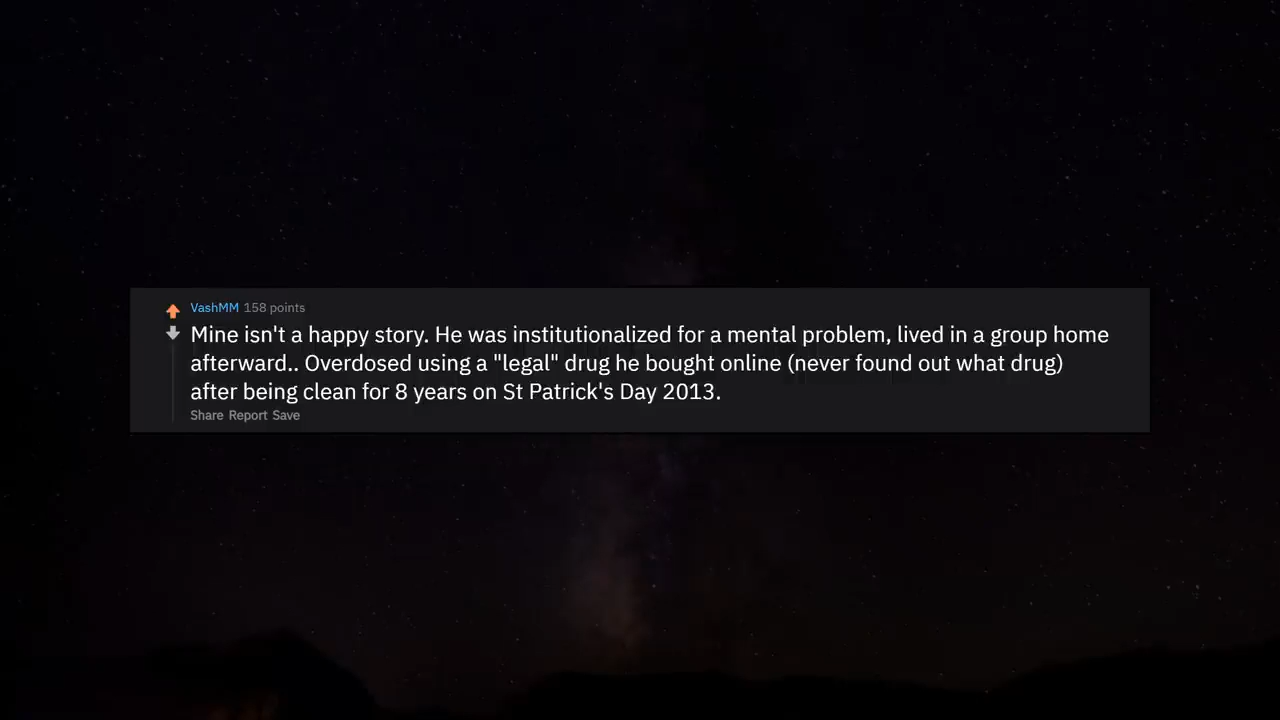 VashMM 158 points
Mine isn't a happy story. He was institutionalized for a mental problem, lived in a group home
afterward.. Overdosed using a "legal" drug he bought online (never found out what drug)
after being clean for 8 years on St Patrick's Day 2013.
Share Report Save